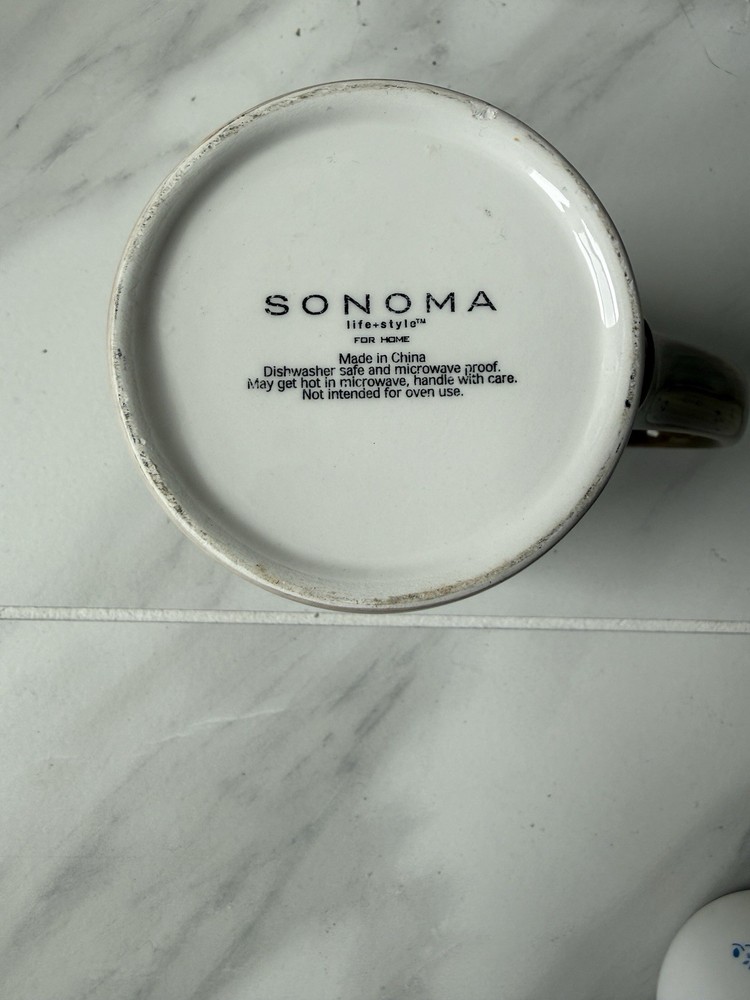 SONOMA
life+style™
FOR HOME
Made in China
Dishwasher safe and microwave proof.
May get hot in microwave, handle with care.
Not intended for oven use.